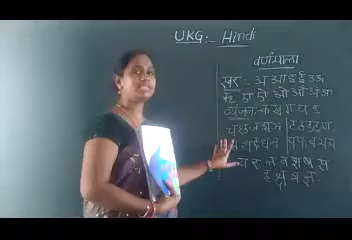 UKG:- Hindi
वर्णमाला
स्वर = अ आ इ ई उ ऊ
ऋ ए ऐ ओ औ अं अः
व्यंजन = क ख ग घ ङ
च छ ज झ ञ ट ठ ड ढ ण
थ द ध न प फ ब भ म
य र ल व श ष स
ह क्ष त्र ज्ञ